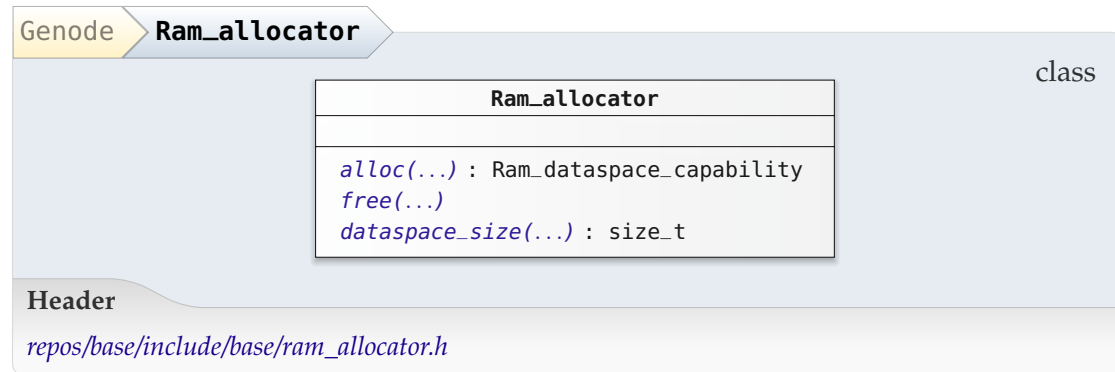 Genode Ram_allocator
class
Ram_allocator
alloc(...) : Ram_dataspace_capability
free(...)
dataspace_size(...) : size_t
Header
repos/base/include/base/ram_allocator.h